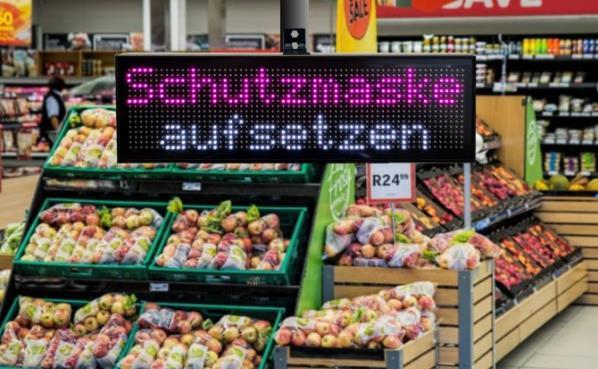 SALE
SAVE
Schutzmaske
aufsetzen
R24⁹⁹